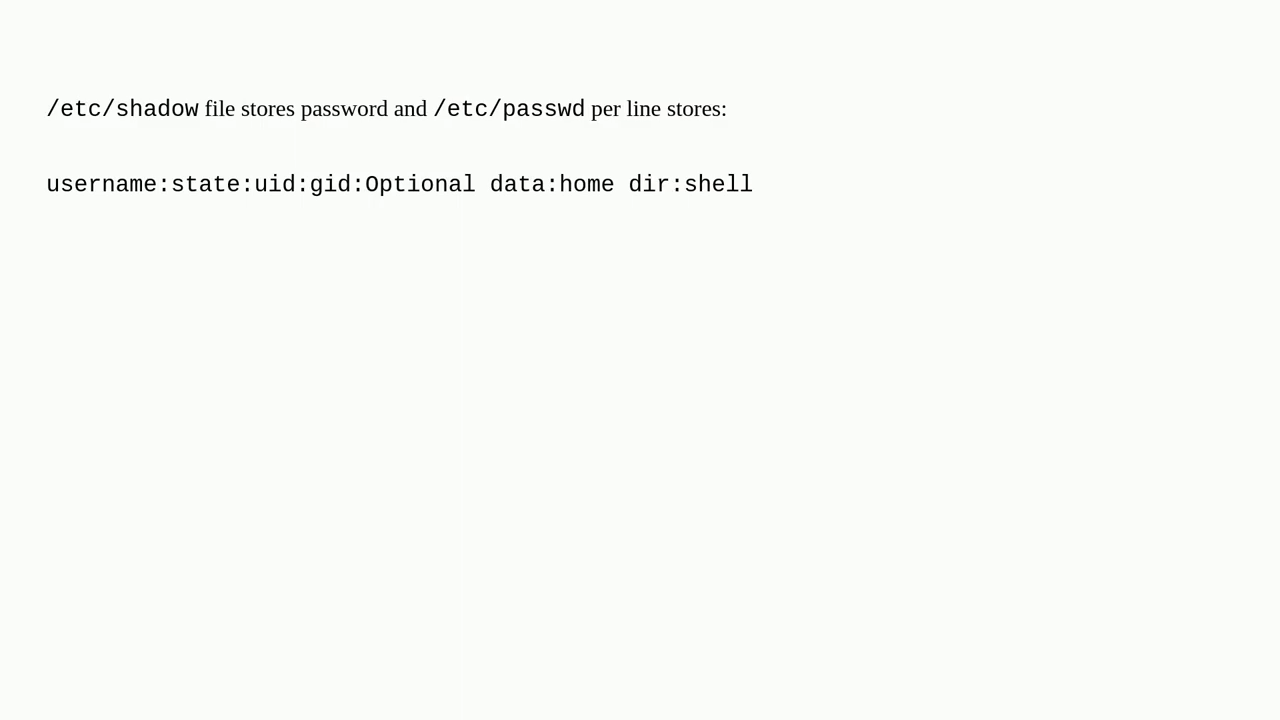 /etc/shadow file stores password and /etc/passwd per line stores:
username:state:uid:gid:Optional data:home dir:shell